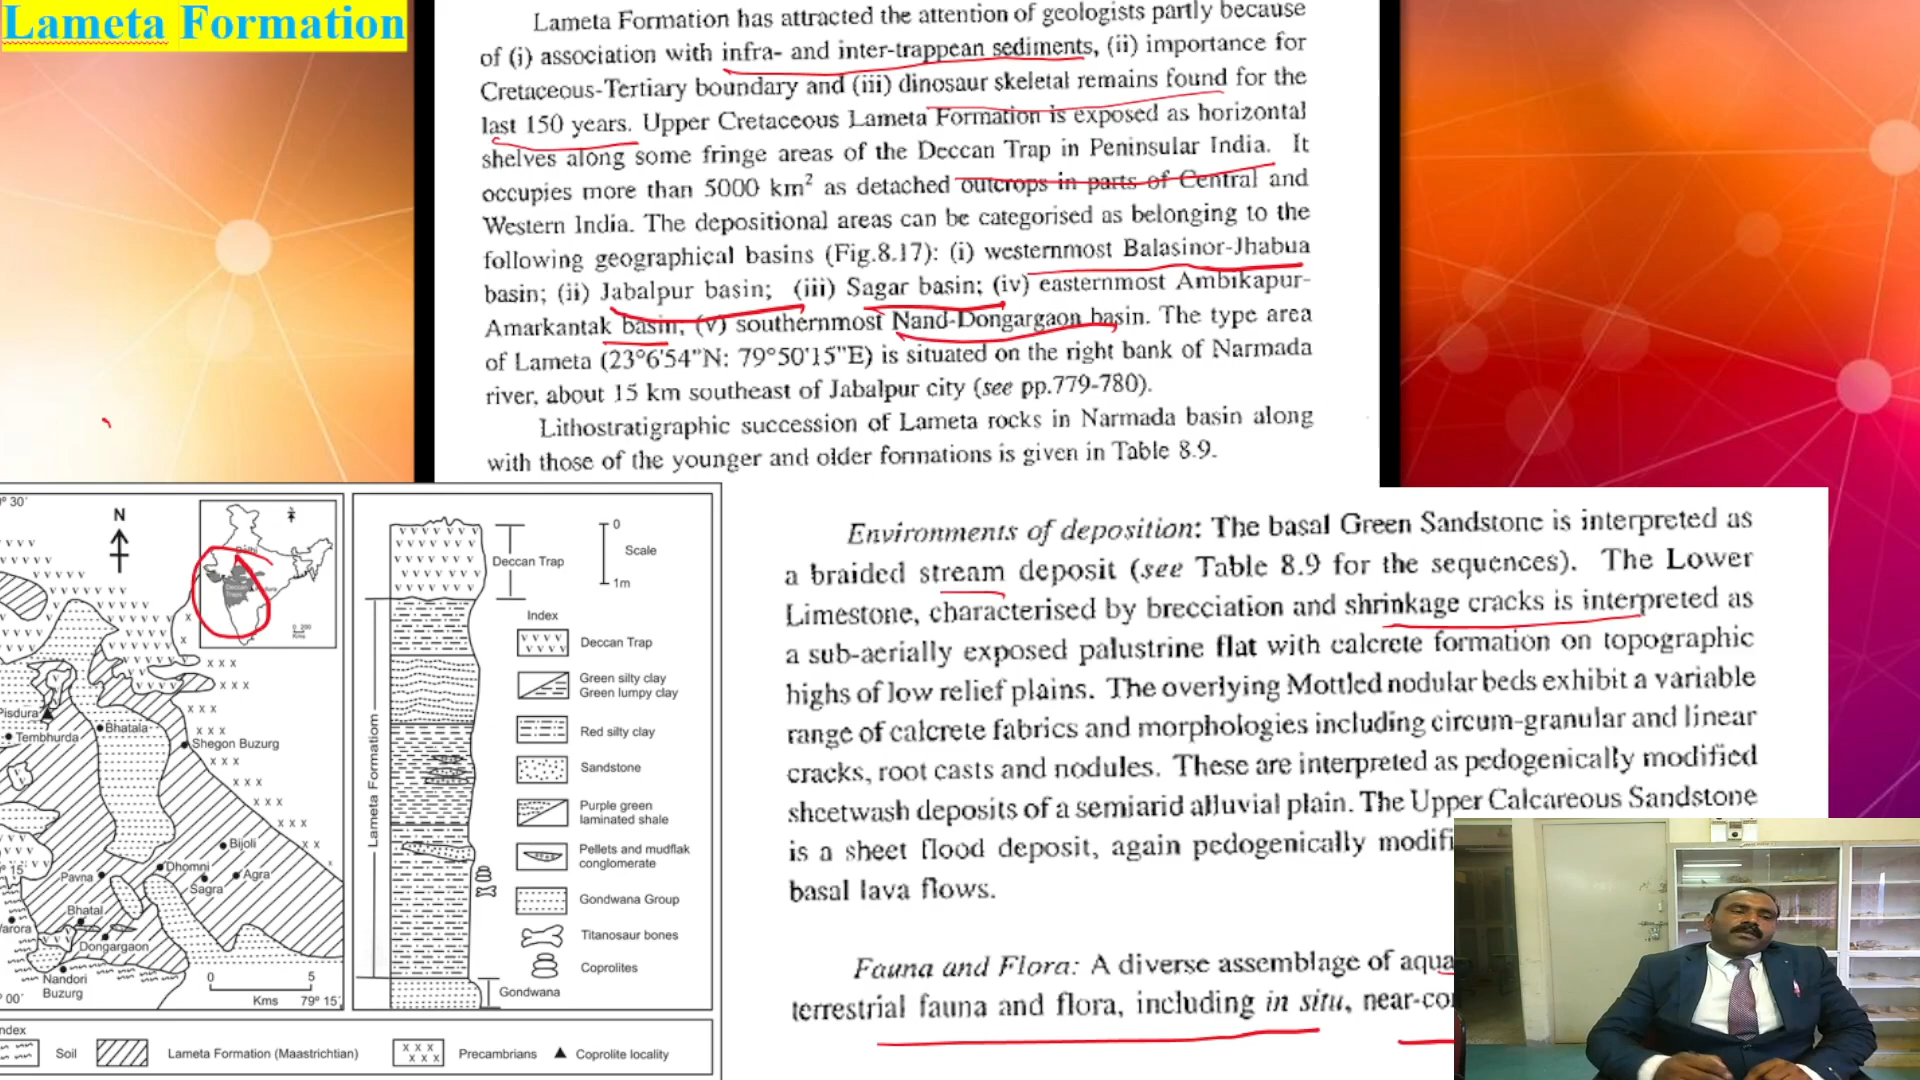 Lameta Formation
Lameta Formation has attracted the attention of geologists partly because
of (i) association with infra- and inter-trappean sediments, (ii) importance for
Cretaceous-Tertiary boundary and (iii) dinosaur skeletal remains found for the
last 150 years. Upper Cretaceous Lameta Formation is exposed as horizontal
shelves along some fringe areas of the Deccan Trap in Peninsular India. It
occupies more than 5000 km² as detached outcrops in parts of Central and
Western India. The depositional areas can be categorised as belonging to the
following geographical basins (Fig.8.17): (i) westernmost Balasinor-Jhabua
basin; (ii) Jabalpur basin; (iii) Sagar basin; (iv) easternmost Ambikapur-
Amarkantak basin; (v) southernmost Nand-Dongargaon basin. The type area
of Lameta (23°6'54"N: 79°50'15"E) is situated on the right bank of Narmada
river, about 15 km southeast of Jabalpur city (see pp.779-780).
Lithostratigraphic succession of Lameta rocks in Narmada basin along
with those of the younger and older formations is given in Table 8.9.
30'
N
Delhi
Pisdura
Tembhurda
Bhatala
Shegon Buzurg
Bijoli
Dhomni
Agra
Sagra
Pavna
Bhatal
Dongargaon
Nandori
Buzurg
15'
00'
0 5
Kms 79° 15'
Deccan Trap
0
Scale
1m
Lameta Formation
Gondwana
Index
Deccan Trap
Green silty clay
Green lumpy clay
Red silty clay
Sandstone
Purple green
laminated shale
Pellets and mudflak
conglomerate
Gondwana Group
Titanosaur bones
Coprolites
Soil
Lameta Formation (Maastrichtian)
Precambrians
Coprolite locality
Environments of deposition: The basal Green Sandstone is interpreted as
a braided stream deposit (see Table 8.9 for the sequences). The Lower
Limestone, characterised by brecciation and shrinkage cracks is interpreted as
a sub-aerially exposed palustrine flat with calcrete formation on topographic
highs of low relief plains. The overlying Mottled nodular beds exhibit a variable
range of calcrete fabrics and morphologies including circum-granular and linear
cracks, root casts and nodules. These are interpreted as pedogenically modified
sheetwash deposits of a semiarid alluvial plain. The Upper Calcareous Sandstone
is a sheet flood deposit, again pedogenically modifi
basal lava flows.
Fauna and Flora: A diverse assemblage of aqua
terrestrial fauna and flora, including in situ, near-co